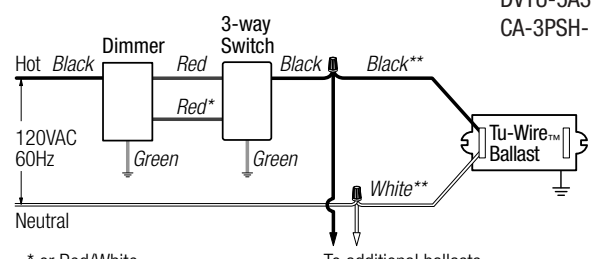 DVTU-5A3
CA-3PSH-
3-way
Dimmer Switch
Hot Black Red Black Black**
Red*
120VAC
60Hz
Green Green
Tu-Wire™
Ballast
White**
Neutral
* or Red/White
To additional ballasts